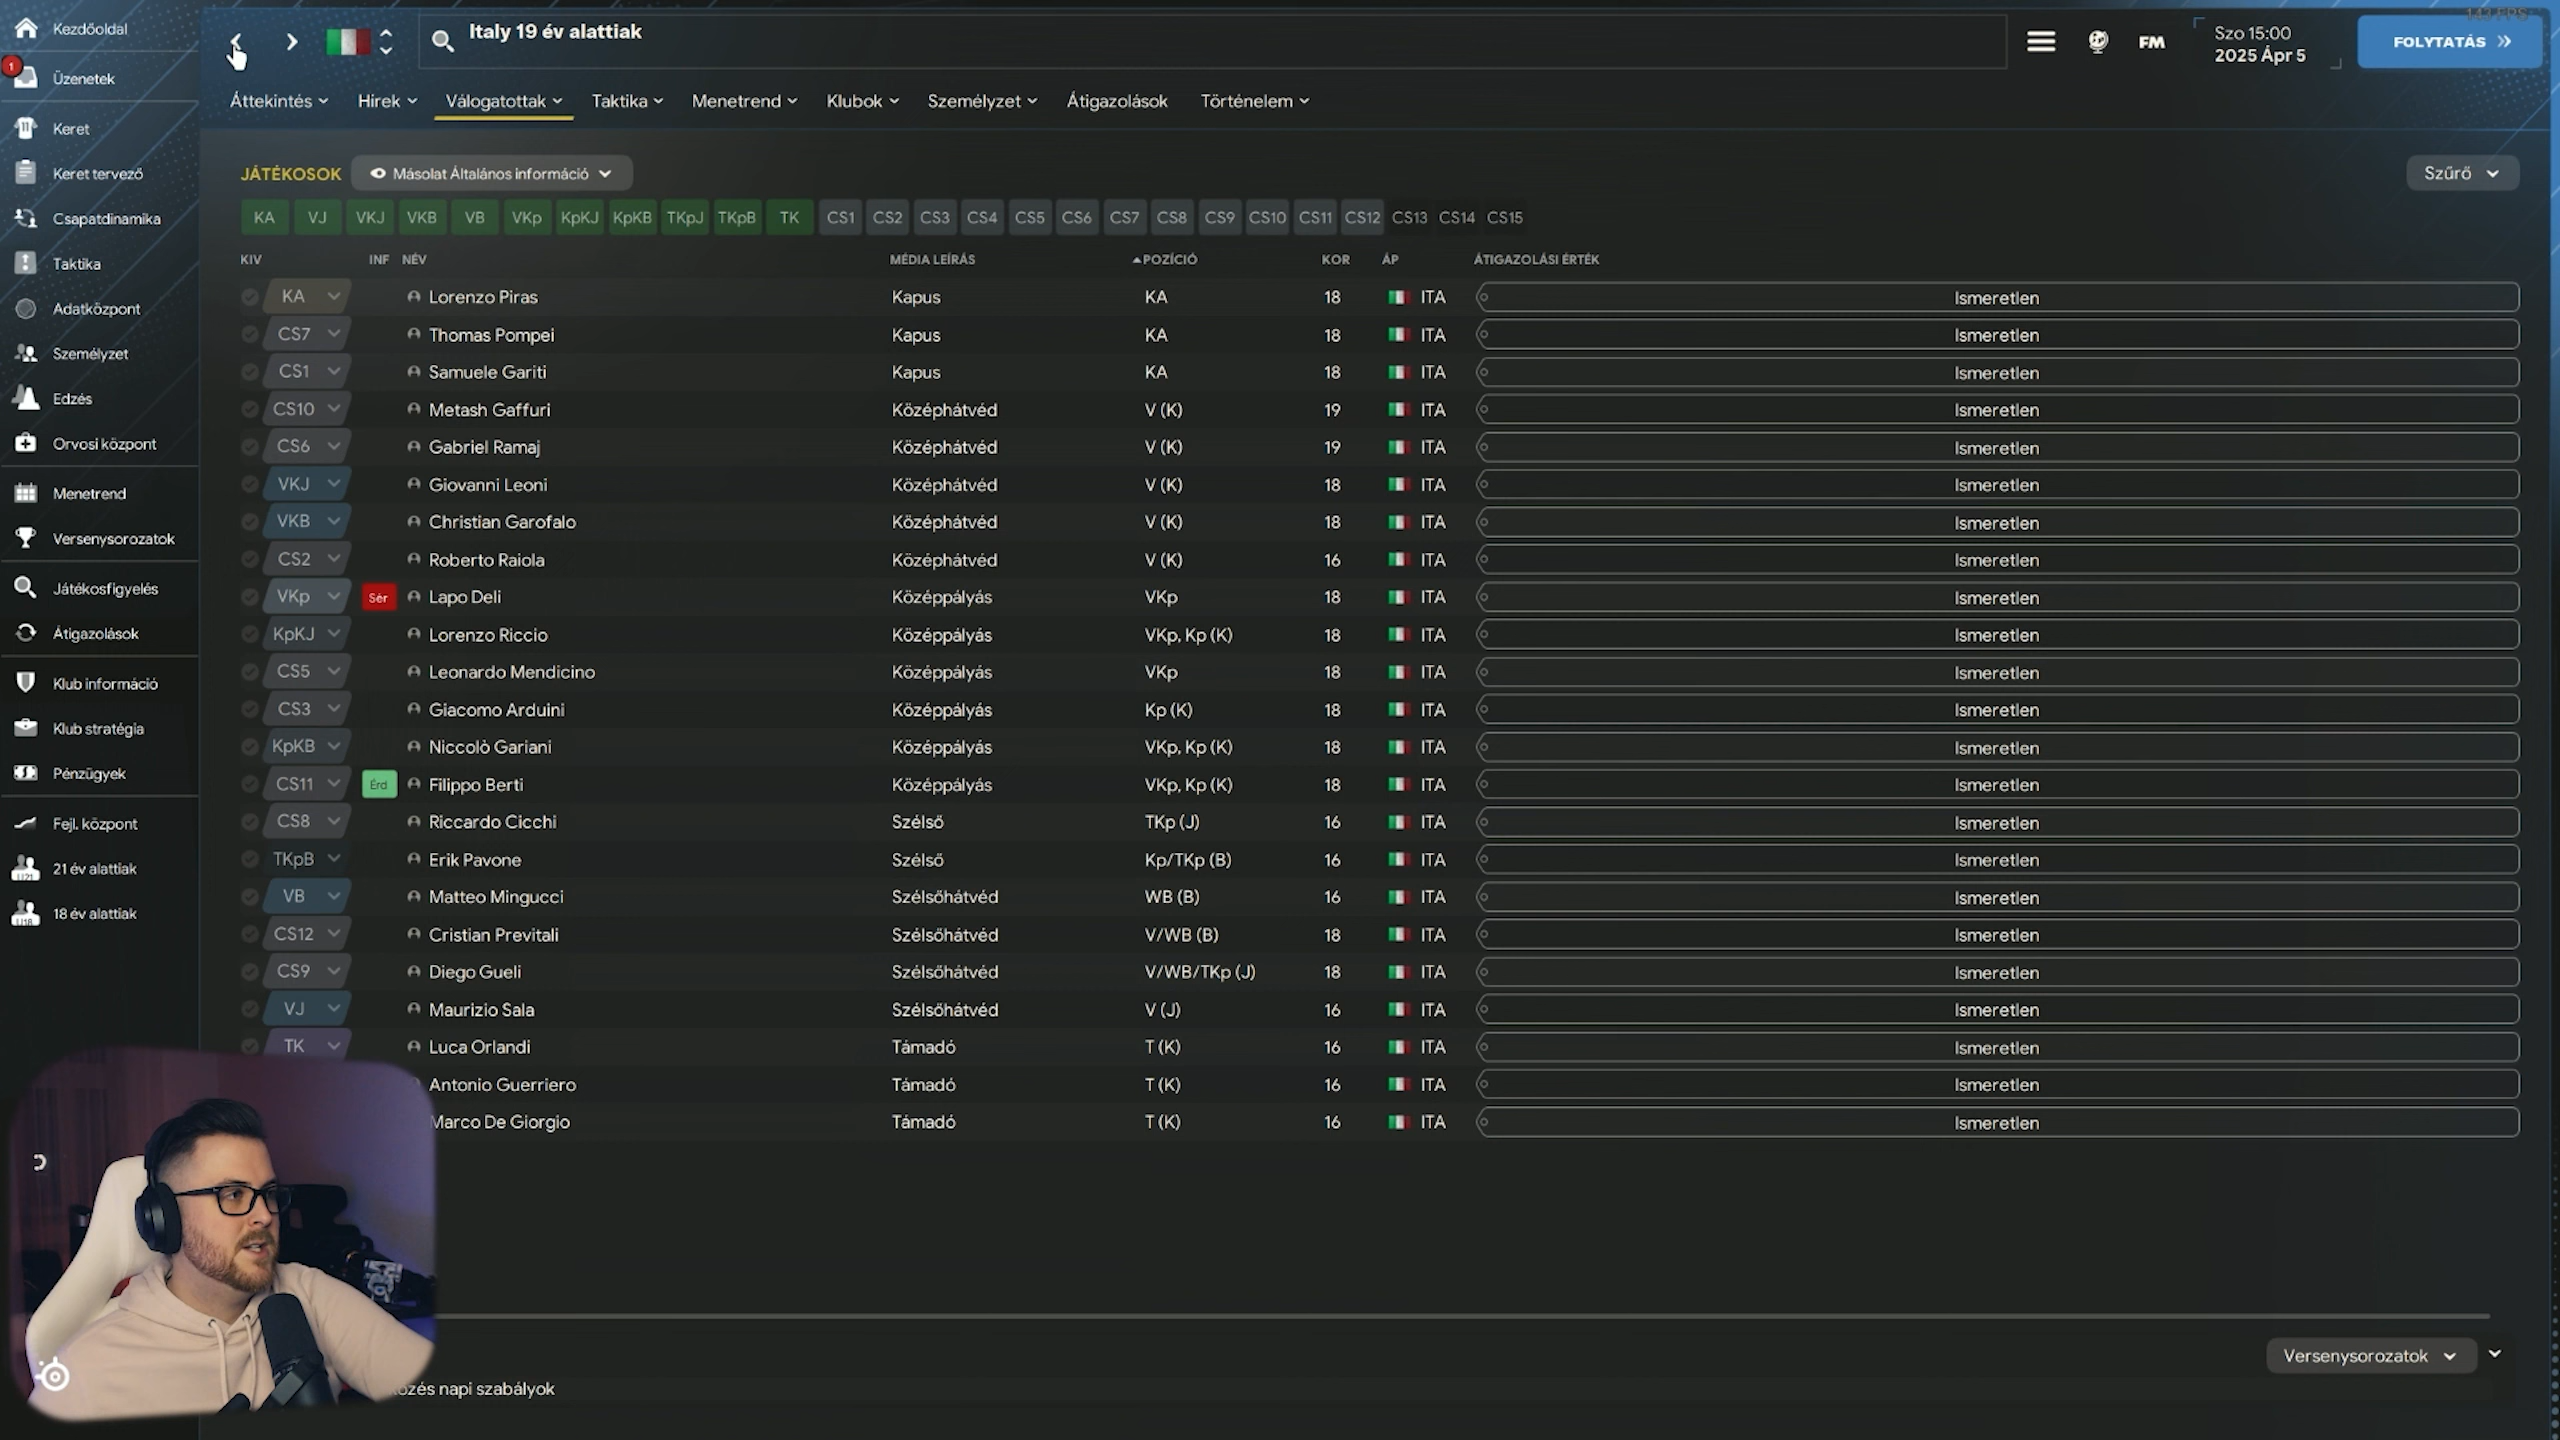 Kezdőoldal
1
Üzenetek
Keret
Keret tervező
Csapatdinamika
Taktika
Adatközpont
Személyzet
Edzés
Orvosi központ
Menetrend
Versenysorozatok
Játékosfigyelés
Átigazolások
Klub információ
Klub stratégia
Pénzügyek
Fejl. központ
21 év alattiak
18 év alattiak
Italy 19 év alattiak
FM
Szo 15:00
2025 Ápr 5
143 FPS
FOLYTATÁS
Áttekintés Hírek Válogatottak Taktika Menetrend Klubok Személyzet Átigazolások Történelem
JÁTÉKOSOK Másolat Általános információ Szűrő
KA VJ VKJ VKB VB VKp KpKJ KpKB TKpJ TKpB TK CS1 CS2 CS3 CS4 CS5 CS6 CS7 CS8 CS9 CS10 CS11 CS12 CS13 CS14 CS15
KIV INF NÉV MÉDIA LEÍRÁS POZÍCIÓ KOR ÁP ÁTIGAZOLÁSI ÉRTÉK
KA Lorenzo Piras Kapus KA 18 ITA Ismeretlen
CS7 Thomas Pompei Kapus KA 18 ITA Ismeretlen
CS1 Samuele Gariti Kapus KA 18 ITA Ismeretlen
CS10 Metash Gaffuri Középhátvéd V (K) 19 ITA Ismeretlen
CS6 Gabriel Ramaj Középhátvéd V (K) 19 ITA Ismeretlen
VKJ Giovanni Leoni Középhátvéd V (K) 18 ITA Ismeretlen
VKB Christian Garofalo Középhátvéd V (K) 18 ITA Ismeretlen
CS2 Roberto Raiola Középhátvéd V (K) 16 ITA Ismeretlen
VKp Sér Lapo Deli Középpályás VKp 18 ITA Ismeretlen
KpKJ Lorenzo Riccio Középpályás VKp, Kp (K) 18 ITA Ismeretlen
CS5 Leonardo Mendicino Középpályás VKp 18 ITA Ismeretlen
CS3 Giacomo Arduini Középpályás Kp (K) 18 ITA Ismeretlen
KpKB Niccolò Gariani Középpályás VKp, Kp (K) 18 ITA Ismeretlen
CS11 Érd Filippo Berti Középpályás VKp, Kp (K) 18 ITA Ismeretlen
CS8 Riccardo Cicchi Szélső TKp (J) 16 ITA Ismeretlen
TKpB Erik Pavone Szélső Kp/TKp (B) 16 ITA Ismeretlen
VB Matteo Mingucci Szélsőhátvéd WB (B) 16 ITA Ismeretlen
CS12 Cristian Previtali Szélsőhátvéd V/WB (B) 18 ITA Ismeretlen
CS9 Diego Gueli Szélsőhátvéd V/WB/TKp (J) 18 ITA Ismeretlen
VJ Maurizio Sala Szélsőhátvéd V (J) 16 ITA Ismeretlen
TK Luca Orlandi Támadó T (K) 16 ITA Ismeretlen
Antonio Guerriero Támadó T (K) 16 ITA Ismeretlen
Marco De Giorgio Támadó T (K) 16 ITA Ismeretlen
Versenysorozatok
napi szabályok